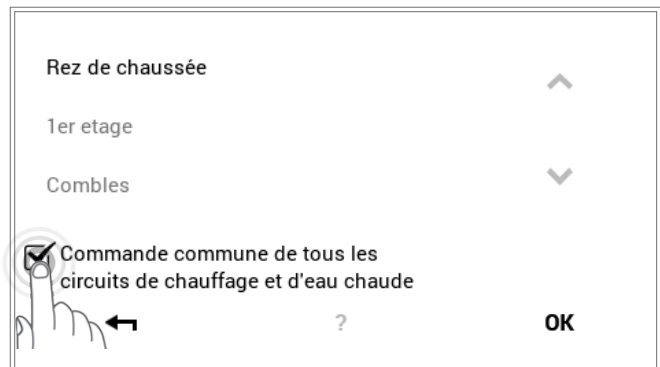 Rez de chaussée
1er etage
Combles
Commande commune de tous les
circuits de chauffage et d'eau chaude
? OK